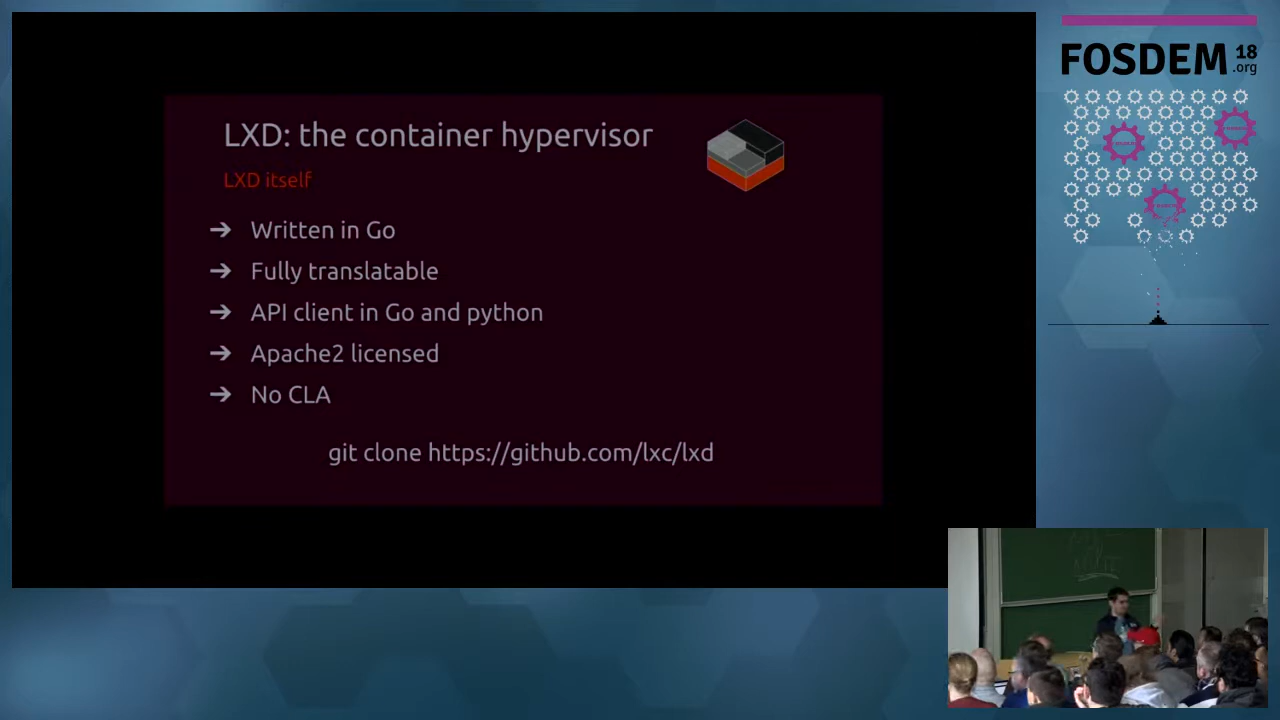 LXD: the container hypervisor
LXD itself
➔ Written in Go
➔ Fully translatable
➔ API client in Go and python
➔ Apache2 licensed
➔ No CLA
git clone https://github.com/lxc/lxd
FOSDEM 18
.org